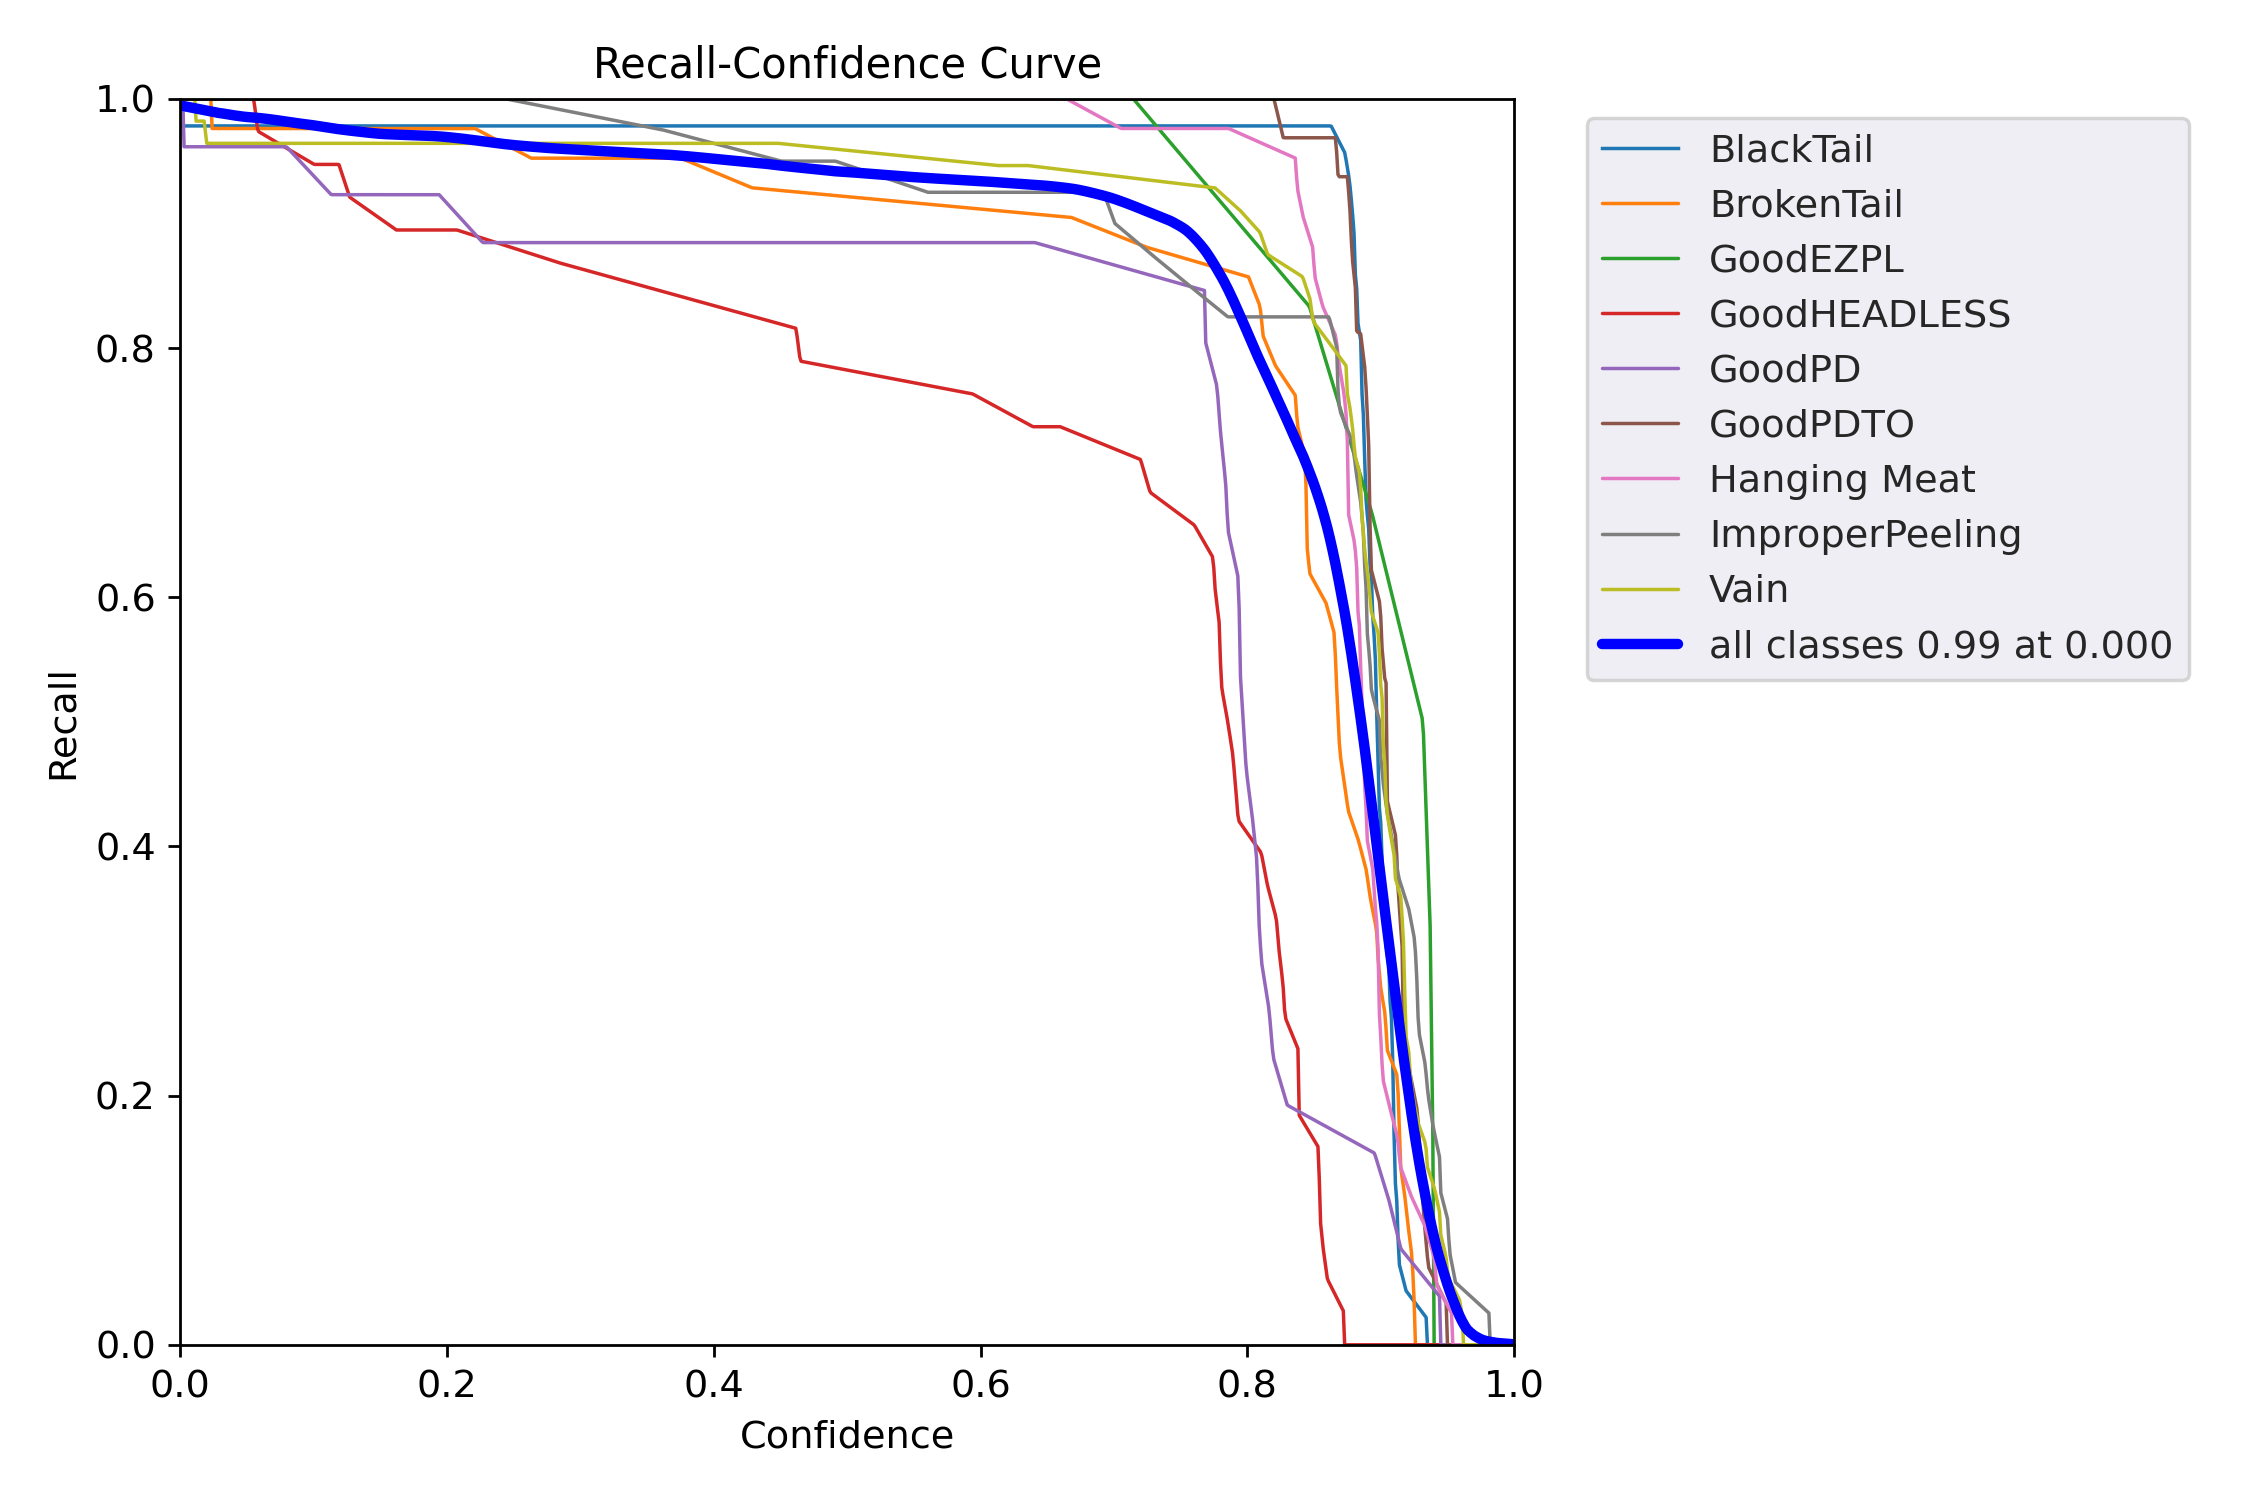 Recall-Confidence Curve
1.0
0.8
0.6
0.4
0.2
0.0
Recall
0.0 0.2 0.4 0.6 0.8 1.0
Confidence
BlackTail
BrokenTail
GoodEZPL
GoodHEADLESS
GoodPD
GoodPDTO
Hanging Meat
ImproperPeeling
Vain
all classes 0.99 at 0.000